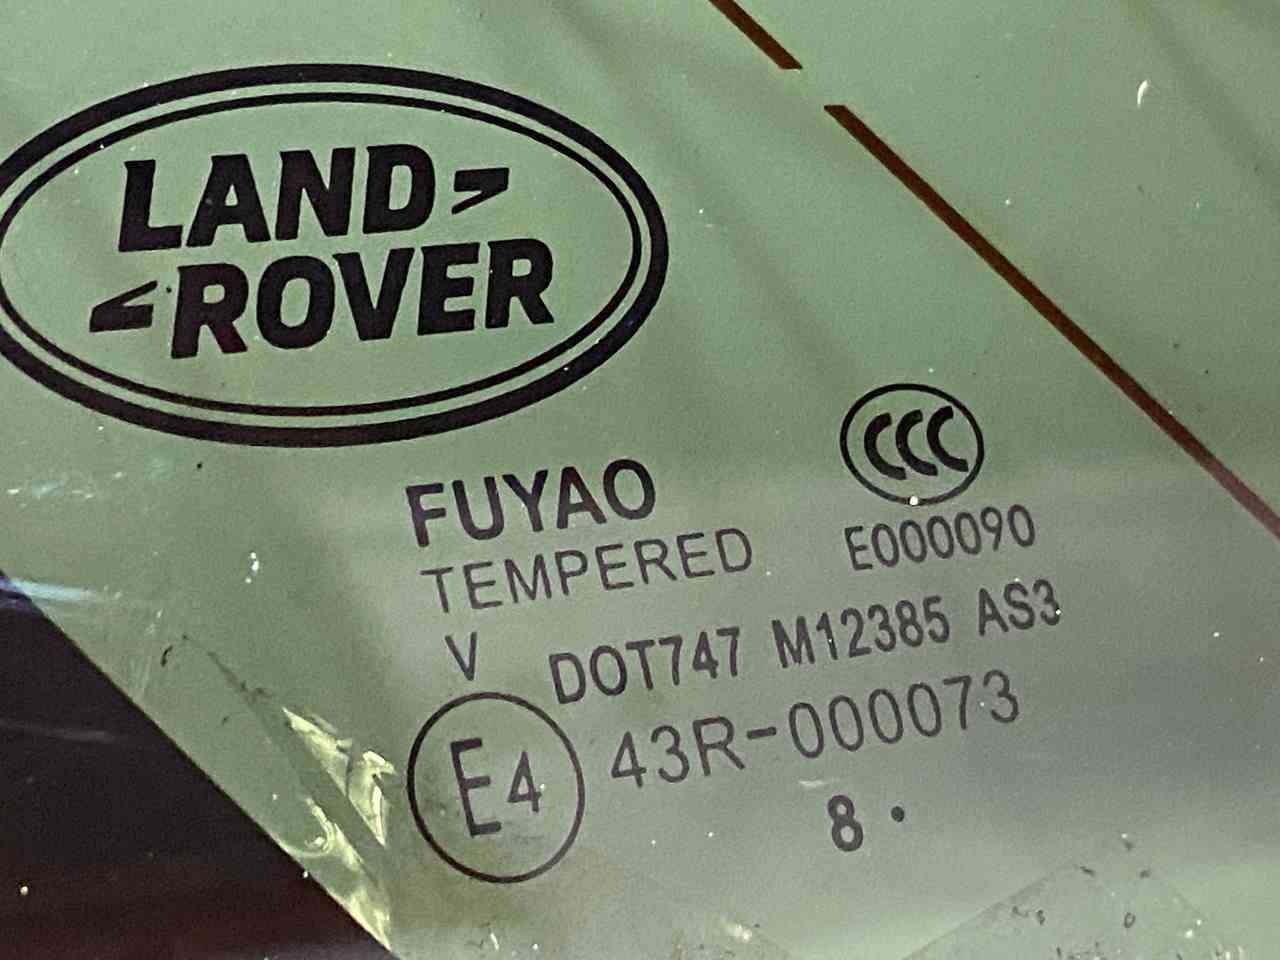 LAND
ROVER
CCC
FUYAO
TEMPERED E000090
V DOT747 M12385 AS3
E4 43R-000073
8 .